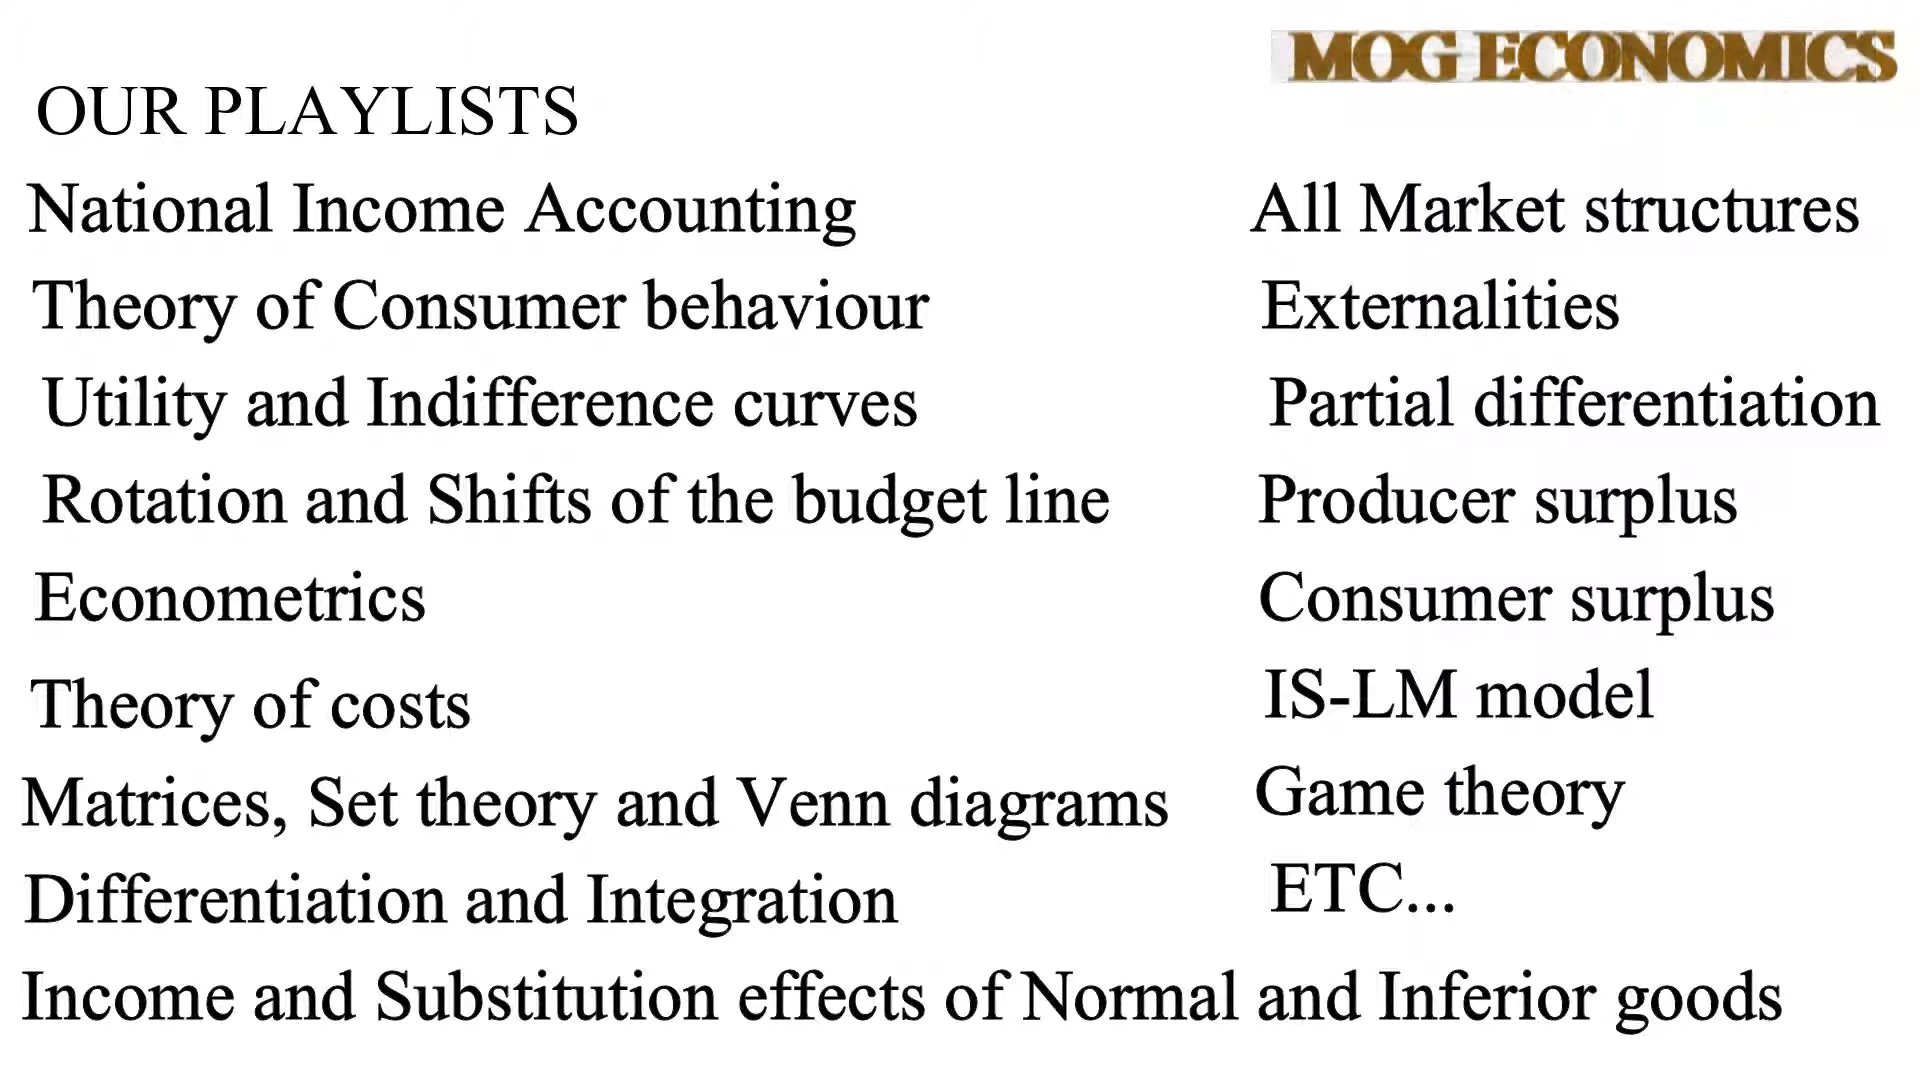 MOG ECONOMICS
OUR PLAYLISTS
National Income Accounting
Theory of Consumer behaviour
Utility and Indifference curves
Rotation and Shifts of the budget line
Econometrics
Theory of costs
Matrices, Set theory and Venn diagrams
Differentiation and Integration
Income and Substitution effects of Normal and Inferior goods
All Market structures
Externalities
Partial differentiation
Producer surplus
Consumer surplus
IS-LM model
Game theory
ETC...